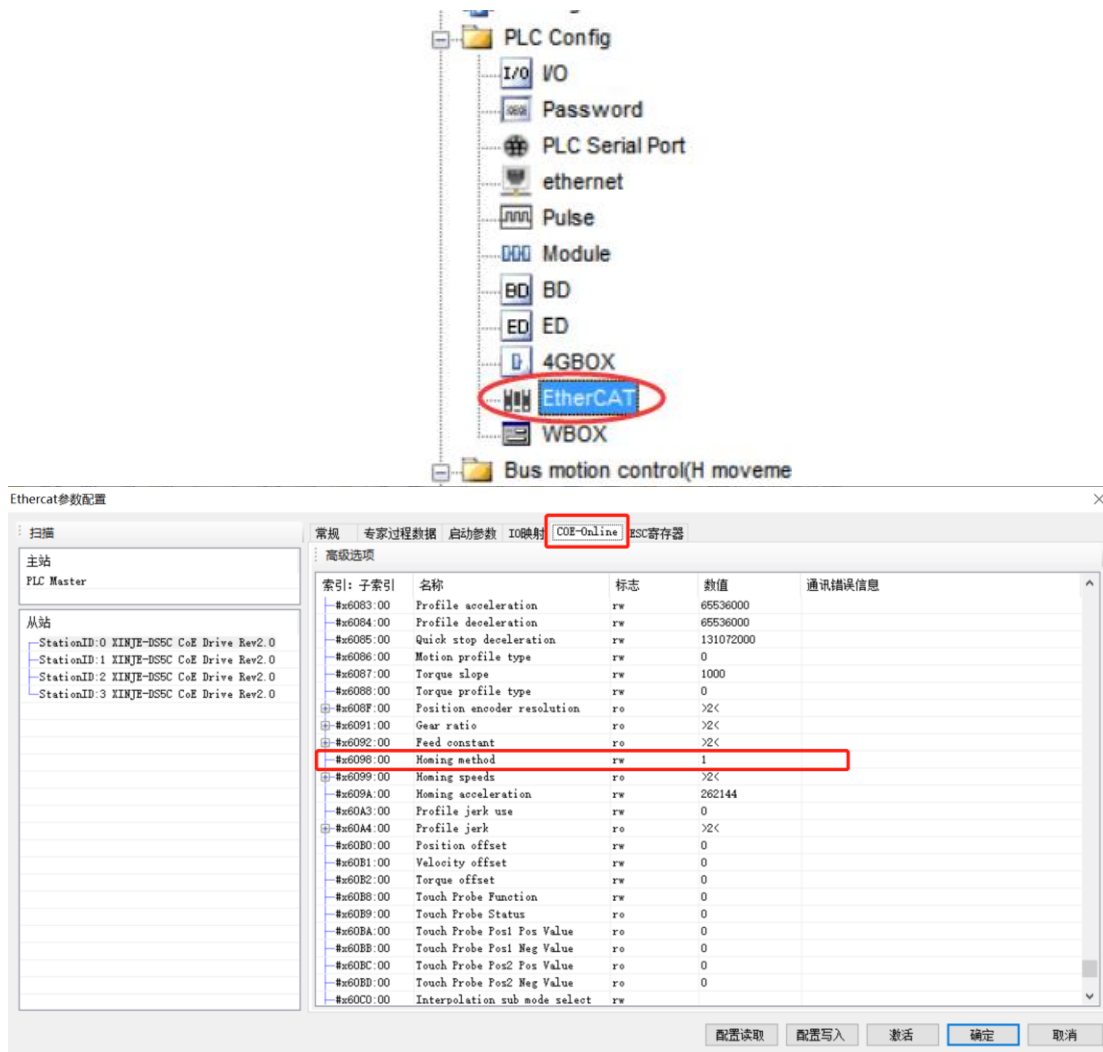 PLC Config
I/O I/O
Password
PLC Serial Port
ethernet
Pulse
Module
BD BD
ED ED
4GBOX
EtherCAT
WBOX
Bus motion control(H moveme
Ethercat参数配置
扫描
主站
PLC Master
从站
StationID:0 XINJE-DS5C CoE Drive Rev2.0
StationID:1 XINJE-DS5C CoE Drive Rev2.0
StationID:2 XINJE-DS5C CoE Drive Rev2.0
StationID:3 XINJE-DS5C CoE Drive Rev2.0
常规 专家过程数据 启动参数 IO映射 COE-Online ESC寄存器
高级选项
索引: 子索引 名称 标志 数值 通讯错误信息
#x6083:00 Profile acceleration rw 65536000
#x6084:00 Profile deceleration rw 65536000
#x6085:00 Quick stop deceleration rw 131072000
#x6086:00 Motion profile type rw 0
#x6087:00 Torque slope rw 1000
#x6088:00 Torque profile type rw 0
#x608F:00 Position encoder resolution ro >2<
#x6091:00 Gear ratio ro >2<
#x6092:00 Feed constant ro >2<
#x6098:00 Homing method rw 1
#x6099:00 Homing speeds ro >2<
#x609A:00 Homing acceleration rw 262144
#x60A3:00 Profile jerk use rw 0
#x60A4:00 Profile jerk ro >2<
#x60B0:00 Position offset rw 0
#x60B1:00 Velocity offset rw 0
#x60B2:00 Torque offset rw 0
#x60B8:00 Touch Probe Function rw 0
#x60B9:00 Touch Probe Status ro 0
#x60BA:00 Touch Probe Pos1 Pos Value ro 0
#x60BB:00 Touch Probe Pos1 Neg Value ro 0
#x60BC:00 Touch Probe Pos2 Pos Value ro 0
#x60BD:00 Touch Probe Pos2 Neg Value ro 0
#x60C0:00 Interpolation sub mode select rw
配置读取 配置写入 激活 确定 取消